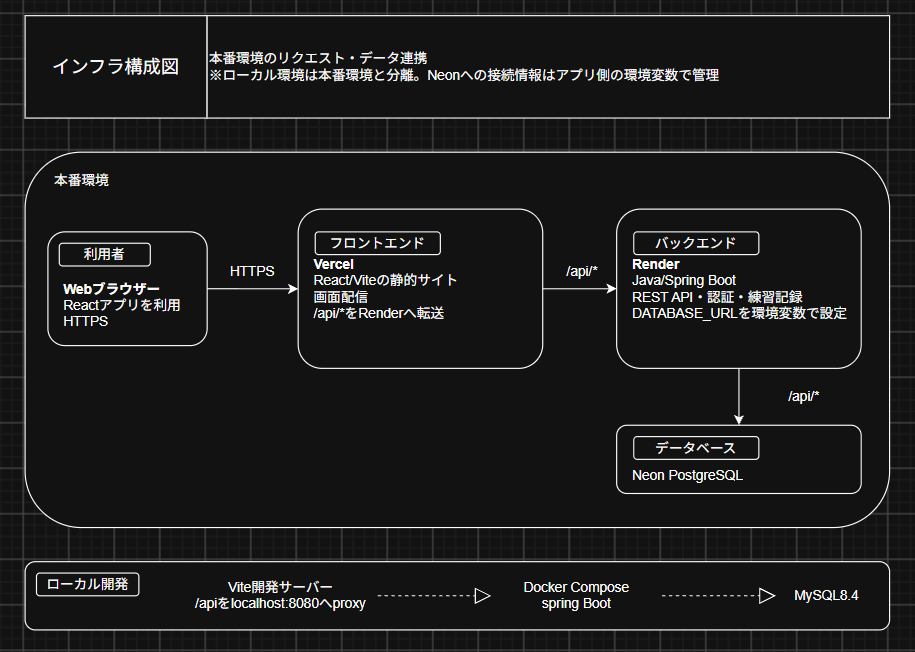 インフラ構成図
本番環境のリクエスト・データ連携
※ローカル環境は本番環境と分離。Neonへの接続情報はアプリ側の環境変数で管理
本番環境
利用者
Webブラウザー
Reactアプリを利用
HTTPS
HTTPS
フロントエンド
Vercel
React/Viteの静的サイト
画面配信
/api/*をRenderへ転送
/api/*
バックエンド
Render
Java/Spring Boot
REST API・認証・練習記録
DATABASE_URLを環境変数で設定
/api/*
データベース
Neon PostgreSQL
ローカル開発
Vite開発サーバー
/apiをlocalhost:8080へproxy
Docker Compose
spring Boot
MySQL8.4